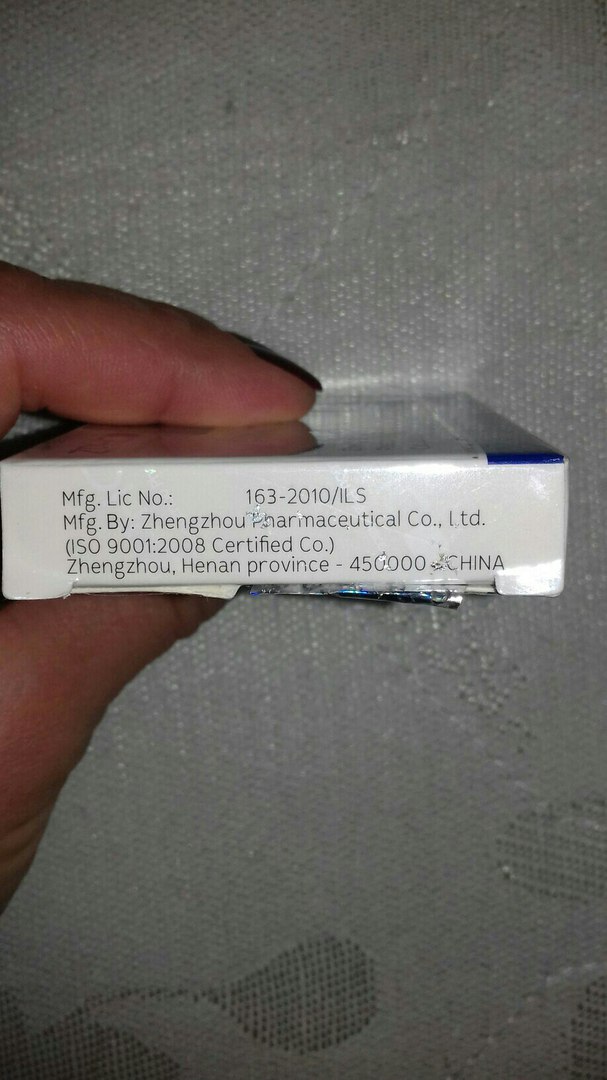 Mfg. Lic No.: 163-2010/ILS
Mfg. By: Zhengzhou Pharmaceutical Co., Ltd.
(ISO 9001:2008 Certified Co.)
Zhengzhou, Henan province - 450000 - CHINA